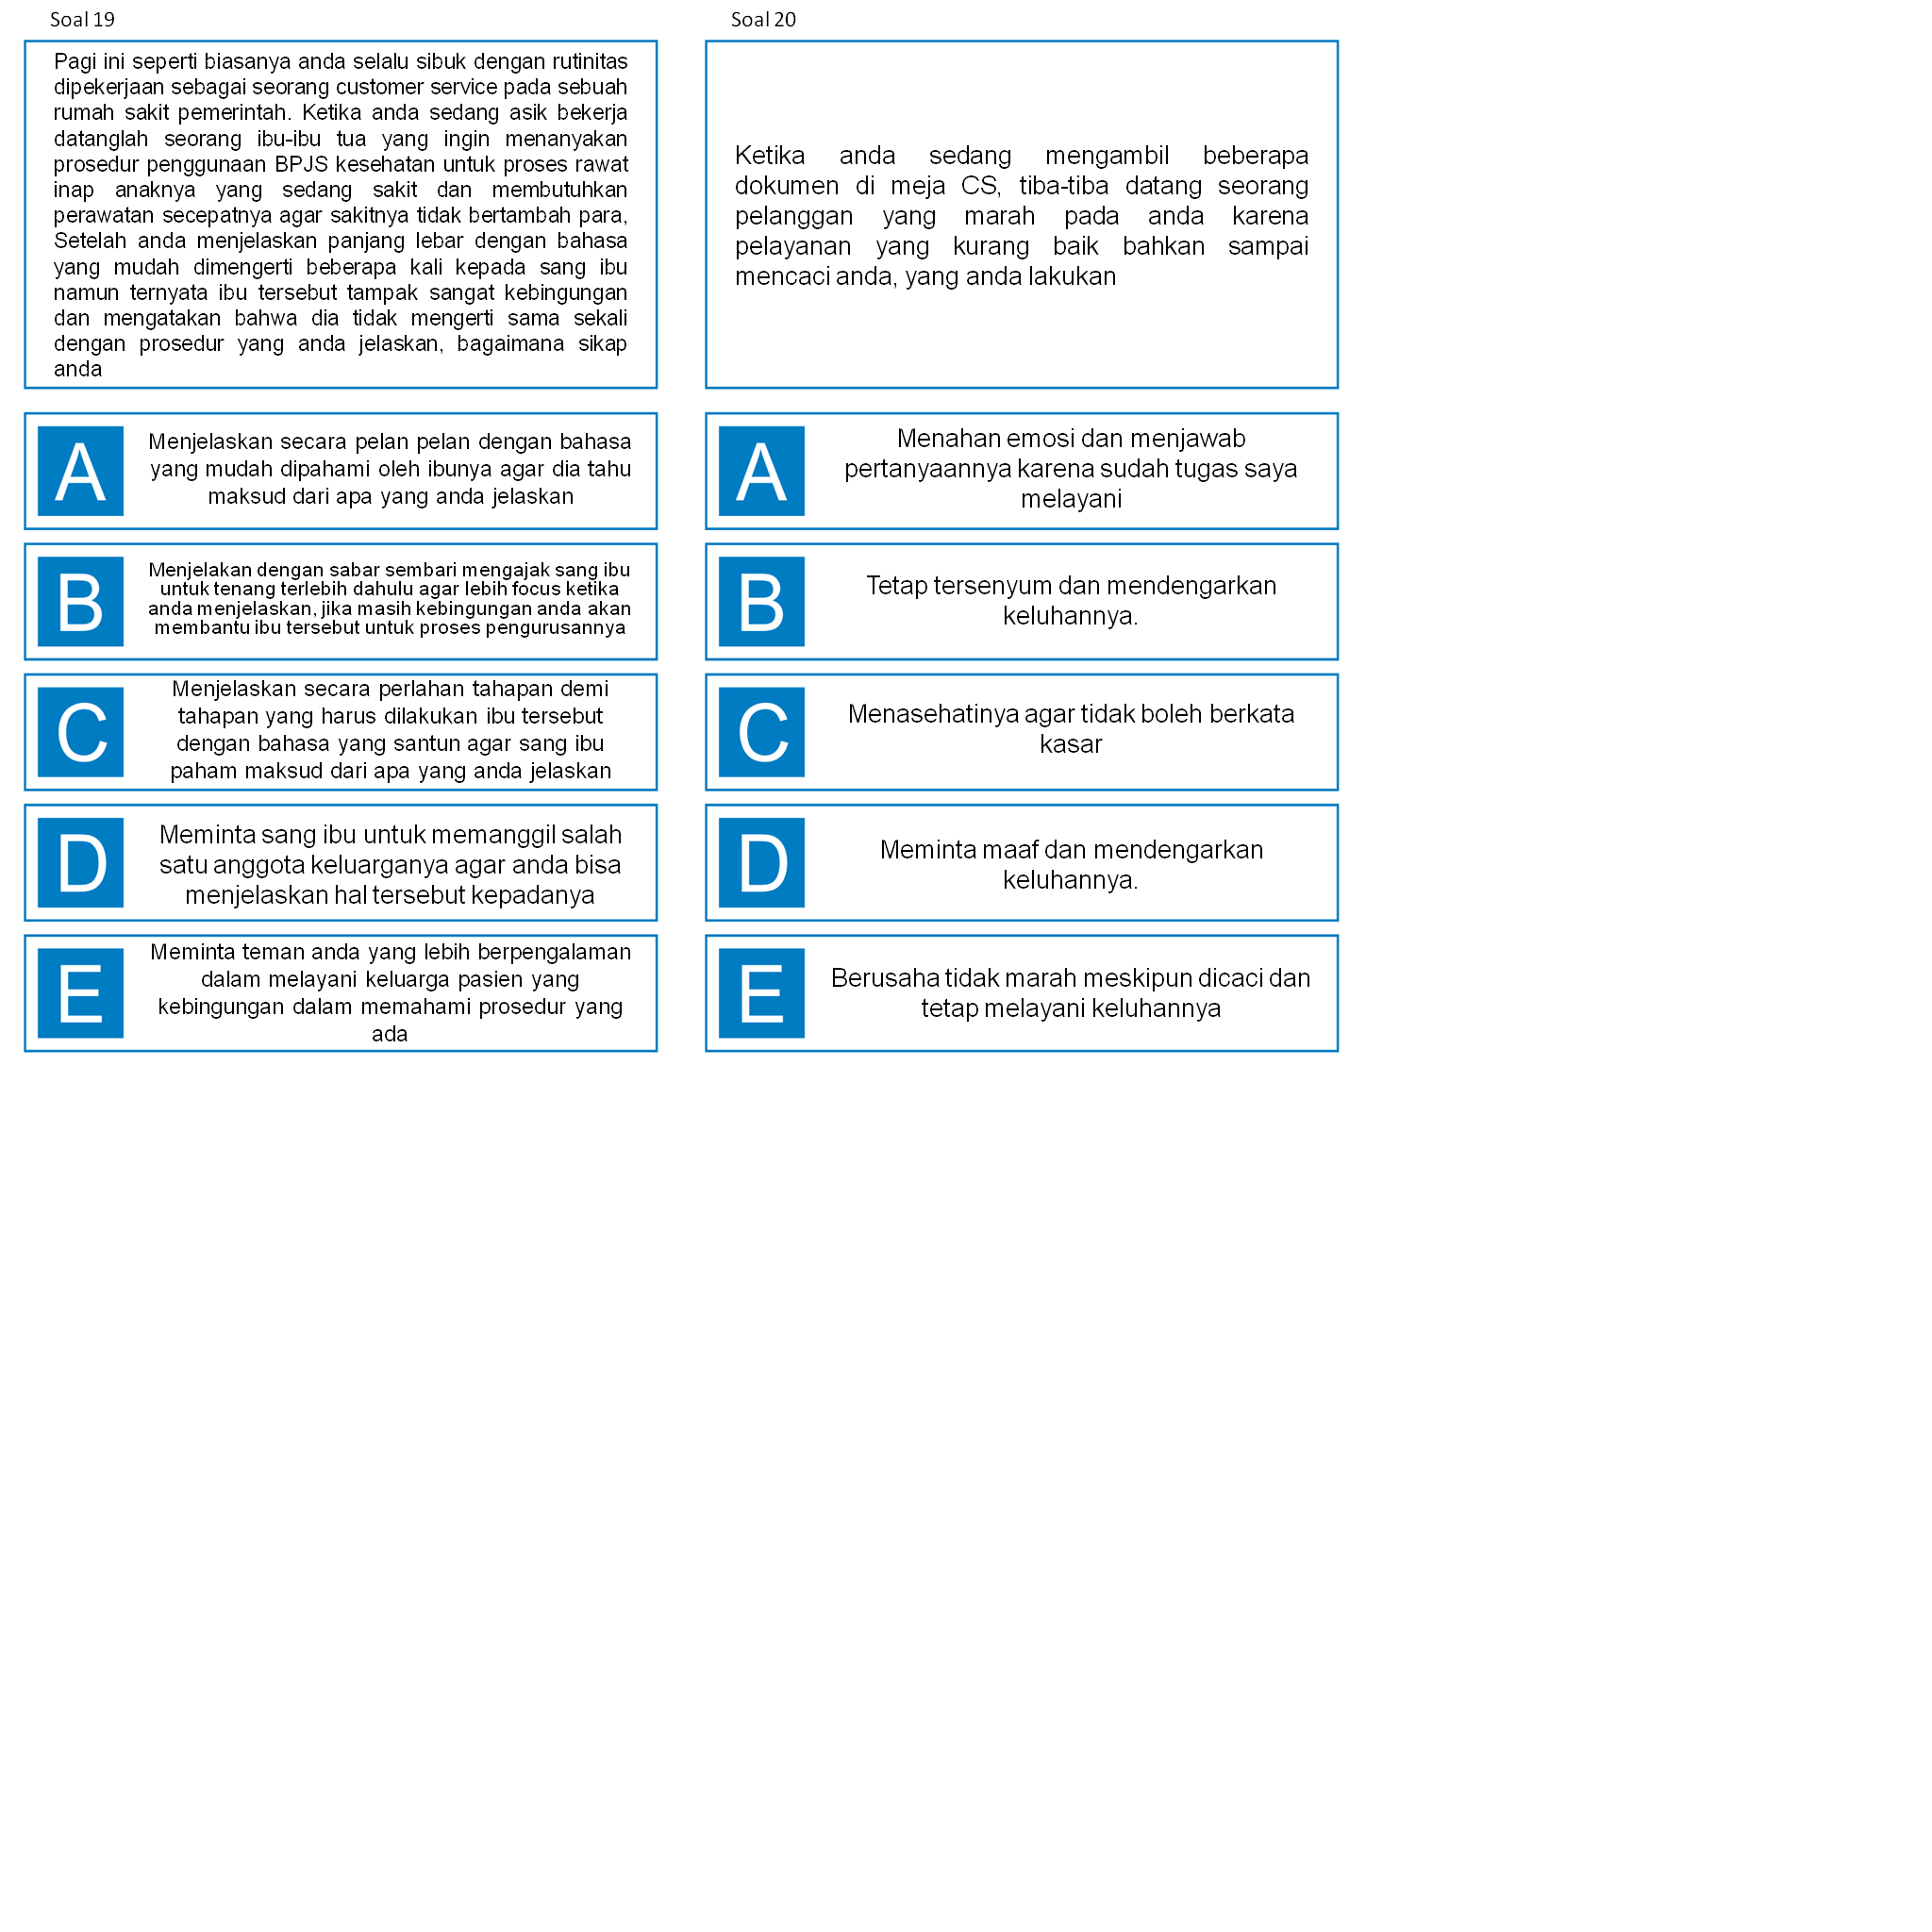 Soal 19
Pagi ini seperti biasanya anda selalu sibuk dengan rutinitas
dipekerjaan sebagai seorang customer service pada sebuah
rumah sakit pemerintah. Ketika anda sedang asik bekerja
datanglah seorang ibu-ibu tua yang ingin menanyakan
prosedur penggunaan BPJS kesehatan untuk proses rawat
inap anaknya yang sedang sakit dan membutuhkan
perawatan secepatnya agar sakitnya tidak bertambah para,
Setelah anda menjelaskan panjang lebar dengan bahasa
yang mudah dimengerti beberapa kali kepada sang ibu
namun ternyata ibu tersebut tampak sangat kebingungan
dan mengatakan bahwa dia tidak mengerti sama sekali
dengan prosedur yang anda jelaskan, bagaimana sikap
anda
A
Menjelaskan secara pelan pelan dengan bahasa
yang mudah dipahami oleh ibunya agar dia tahu
maksud dari apa yang anda jelaskan
B
Menjelakan dengan sabar sembari mengajak sang ibu
untuk tenang terlebih dahulu agar lebih focus ketika
anda menjelaskan, jika masih kebingungan anda akan
membantu ibu tersebut untuk proses pengurusannya
C
Menjelaskan secara perlahan tahapan demi
tahapan yang harus dilakukan ibu tersebut
dengan bahasa yang santun agar sang ibu
paham maksud dari apa yang anda jelaskan
D
Meminta sang ibu untuk memanggil salah
satu anggota keluarganya agar anda bisa
menjelaskan hal tersebut kepadanya
E
Meminta teman anda yang lebih berpengalaman
dalam melayani keluarga pasien yang
kebingungan dalam memahami prosedur yang
ada
Soal 20
Ketika anda sedang mengambil beberapa
dokumen di meja CS, tiba-tiba datang seorang
pelanggan yang marah pada anda karena
pelayanan yang kurang baik bahkan sampai
mencaci anda, yang anda lakukan
A
Menahan emosi dan menjawab
pertanyaannya karena sudah tugas saya
melayani
B
Tetap tersenyum dan mendengarkan
keluhannya.
C
Menasehatinya agar tidak boleh berkata
kasar
D
Meminta maaf dan mendengarkan
keluhannya.
E
Berusaha tidak marah meskipun dicaci dan
tetap melayani keluhannya